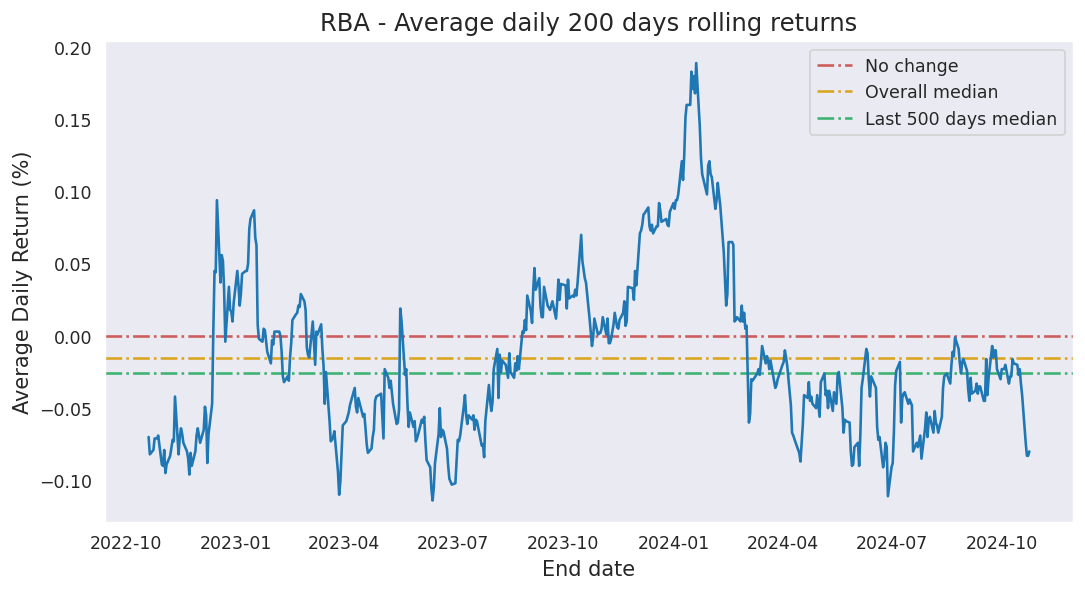 RBA - Average daily 200 days rolling returns
No change
Overall median
Last 500 days median
Average Daily Return (%)
0.20
0.15
0.10
0.05
0.00
−0.05
−0.10
2022-10 2023-01 2023-04 2023-07 2023-10 2024-01 2024-04 2024-07 2024-10
End date